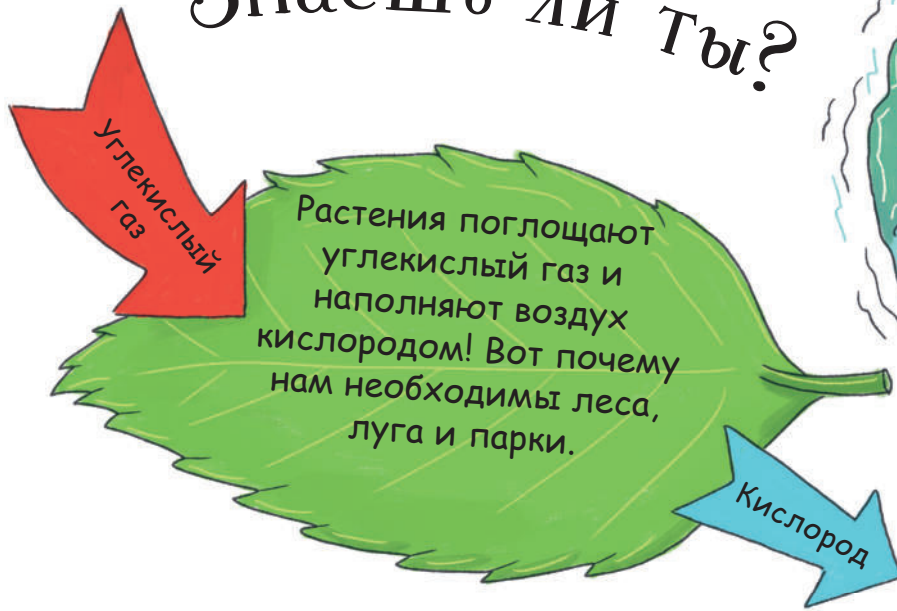 Знаешь ли ты?
Углекислый
газ
Растения поглощают
углекислый газ и
наполняют воздух
кислородом! Вот почему
нам необходимы леса,
луга и парки.
Кислород